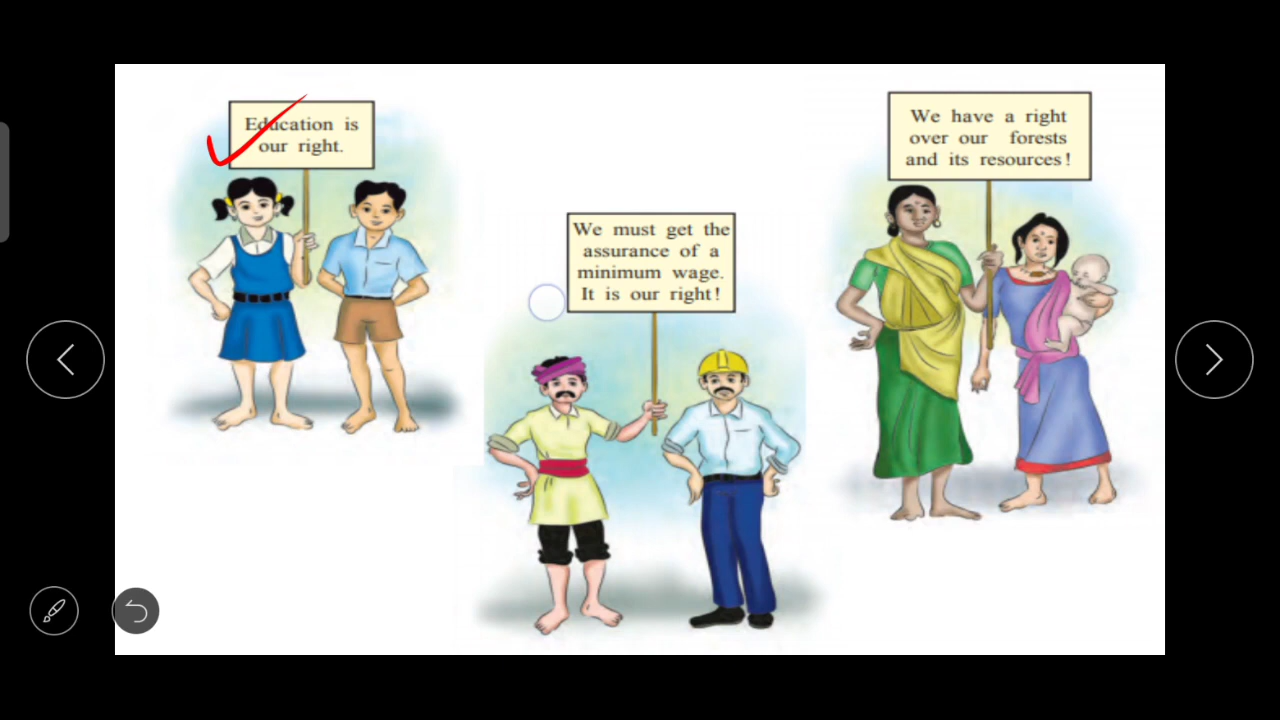 Education is
our right.
We must get the
assurance of a
minimum wage.
It is our right!
We have a right
over our forests
and its resources!